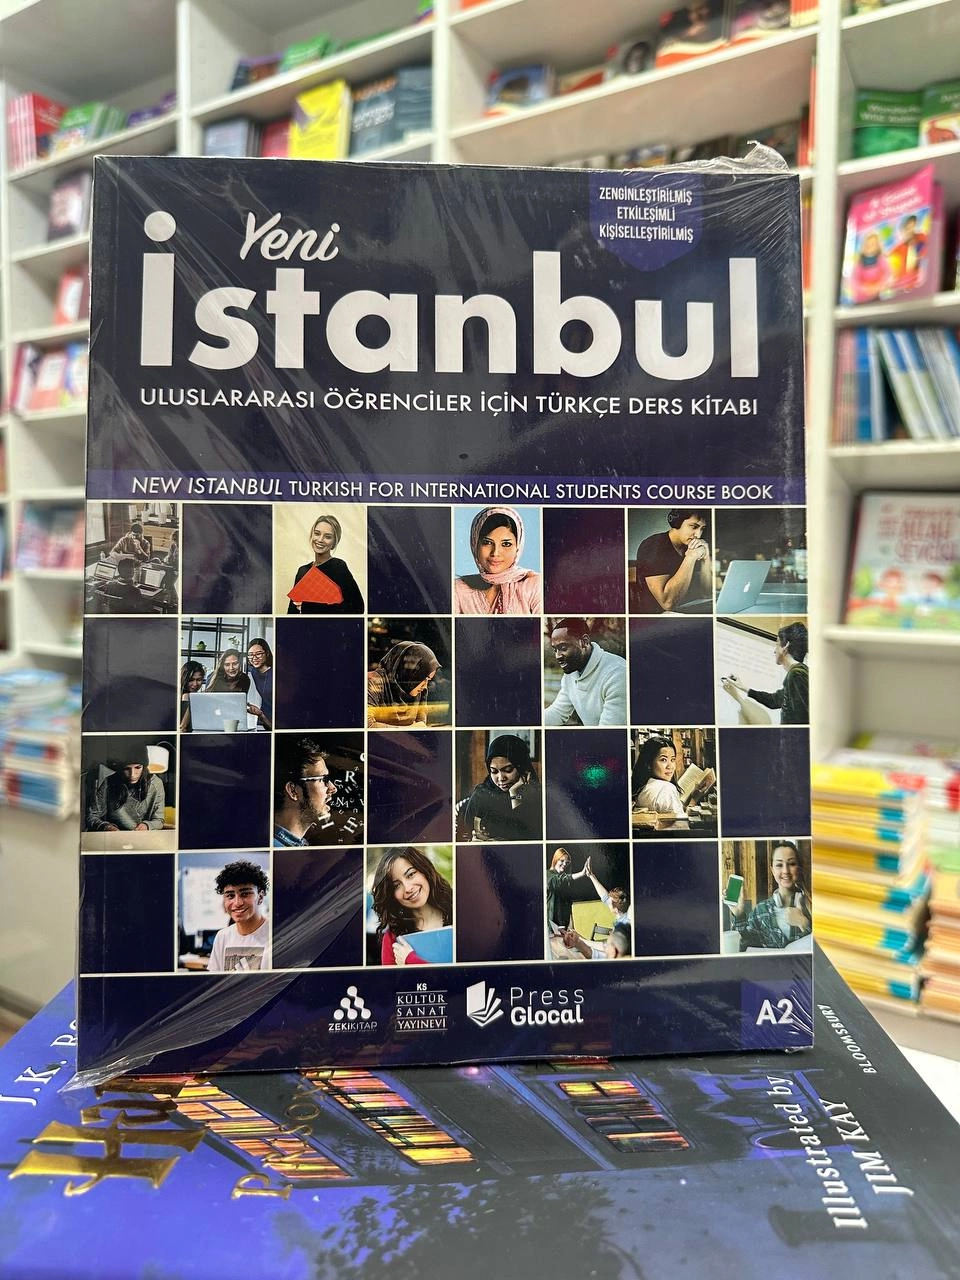 ZENGİNLEŞTİRİLMİŞ
ETKİLEŞİMLİ
KİŞİSELLEŞTİRİLMİŞ
Yeni
istanbul
ULUSLARARASI ÖĞRENCİLER İÇİN TÜRKÇE DERS KİTABI
NEW ISTANBUL TURKISH FOR INTERNATIONAL STUDENTS COURSE BOOK
ZEKİKİTAP
KS
KÜLTÜR
SANAT
YAYINEVİ
Press
Glocal
A2
J.K.
Illustrated by
JIM KAY
BLOOMSBURY